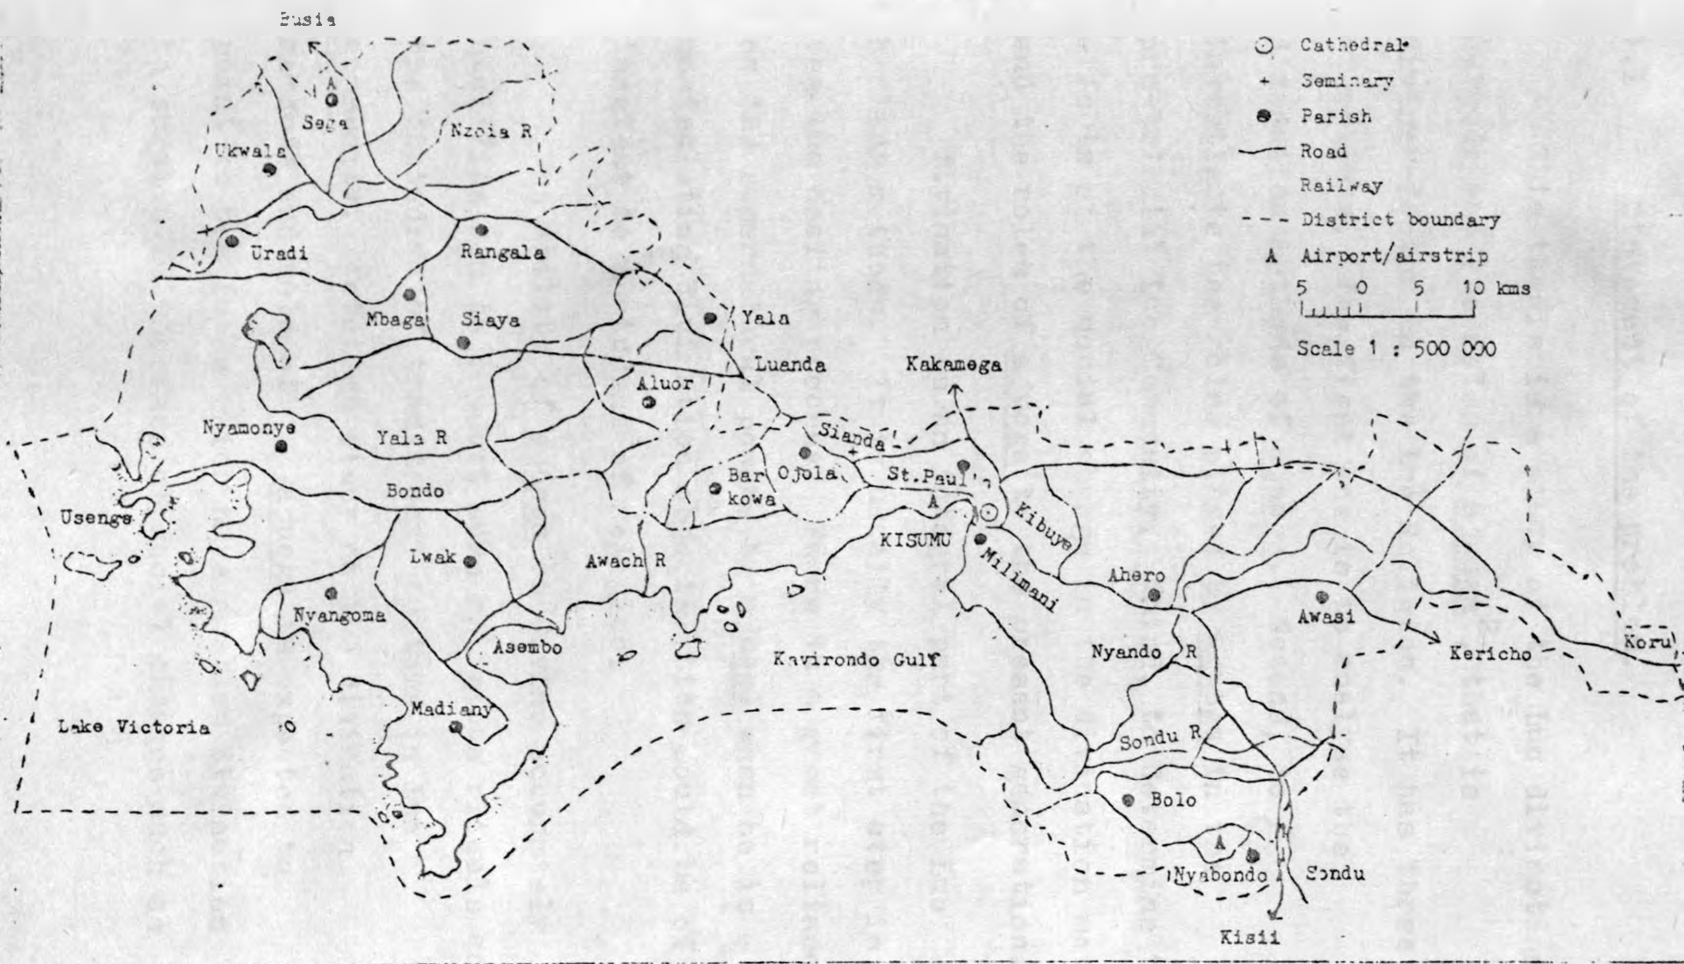 Busia
Cathedral
+ Seminary
Parish
Road
Railway
--- District boundary
A Airport/airstrip
5 0 5 10 kms
Scale 1 : 500 000
A
Sega
Nzoia R
Ukwala
Uradi
Rangala
Mbaga
Siaya
Yala
Luanda
Kakamega
Aluor
Nyamonye
Yala R
Sianda
Bar
kowa
Ojola
St.Paul's
Bondo
A
Usenge
KISUMU
Kibuye
Lwak
Awach R
Milimani
Ahero
Nyangoma
Awasi
Asembo
Kavirondo Gulf
Nyando R
Kericho
Koru
Madiany
Lake Victoria
Sondu R
Bolo
A
Nyabondo
Sondu
Kisii